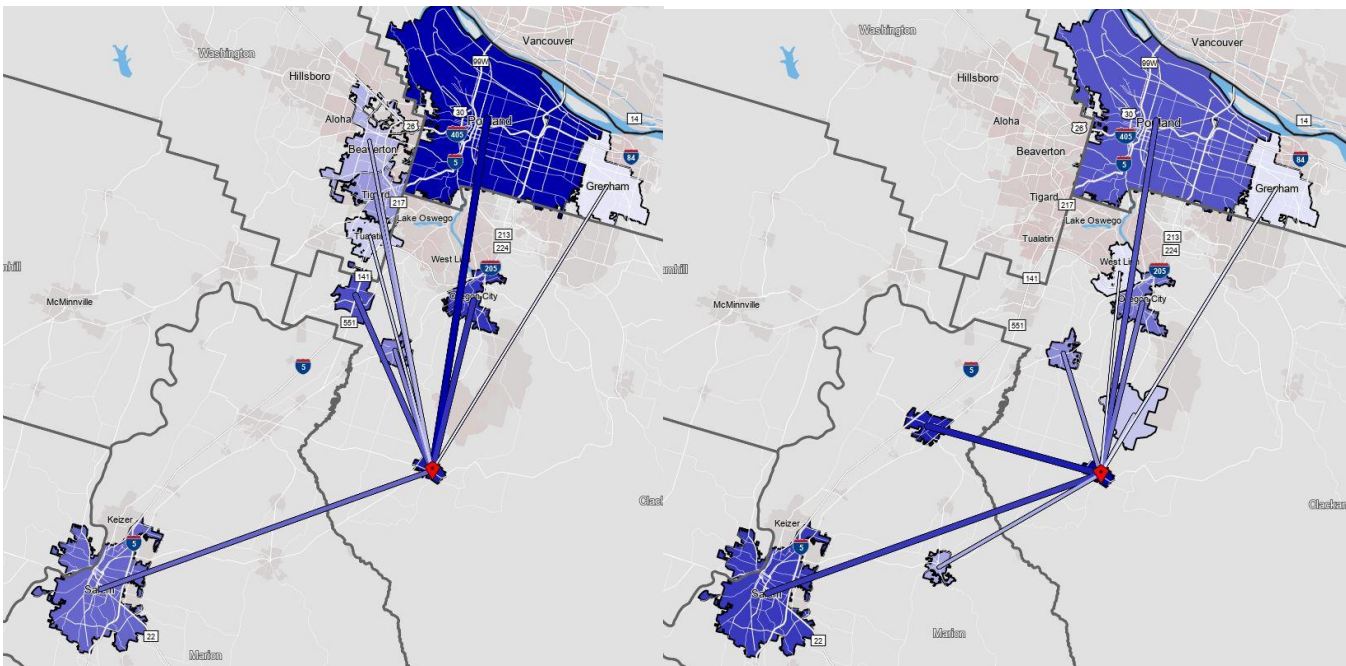 Vancouver
Washington
Hillsboro
99W
14
30
Aloha
26
405
Portland
Beaverton
5
84
Tigard
Gresham
217
Lake Oswego
213
Tualatin
224
West Linn
205
141
Oregon City
McMinnville
551
5
Keizer
5
Salem
22
Marion
Vancouver
Washington
Hillsboro
99W
14
30
Aloha
26
405
Portland
Beaverton
5
84
Tigard
Gresham
217
Lake Oswego
213
Tualatin
224
West Lin
205
141
Oregon City
mhill
McMinnville
551
5
Clackam
Keizer
5
Salem
22
Marion